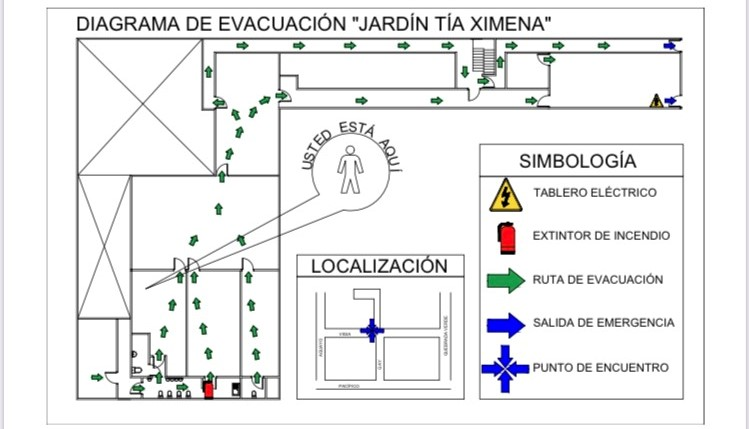 DIAGRAMA DE EVACUACIÓN "JARDÍN TÍA XIMENA"
USTED ESTÁ AQUÍ
SIMBOLOGÍA
TABLERO ELÉCTRICO
EXTINTOR DE INCENDIO
RUTA DE EVACUACIÓN
SALIDA DE EMERGENCIA
PUNTO DE ENCUENTRO
LOCALIZACIÓN
PACÍFICO